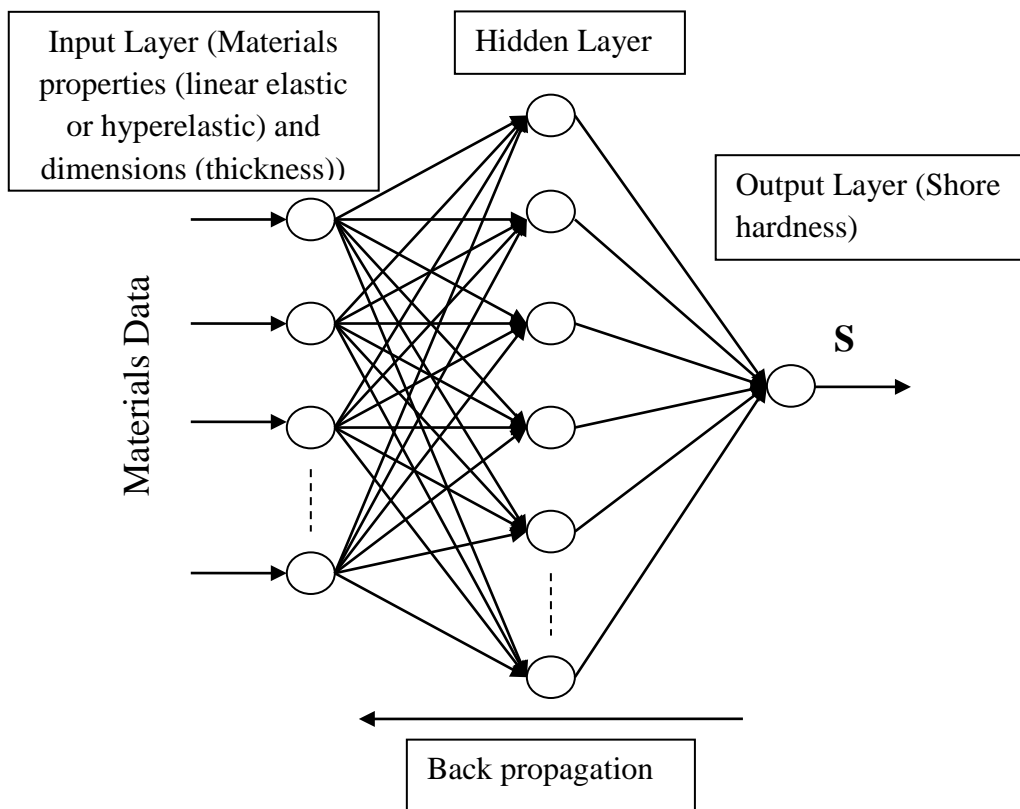 Input Layer (Materials
properties (linear elastic
or hyperelastic) and
dimensions (thickness))
Hidden Layer
Output Layer (Shore
hardness)
Materials Data
S
Back propagation